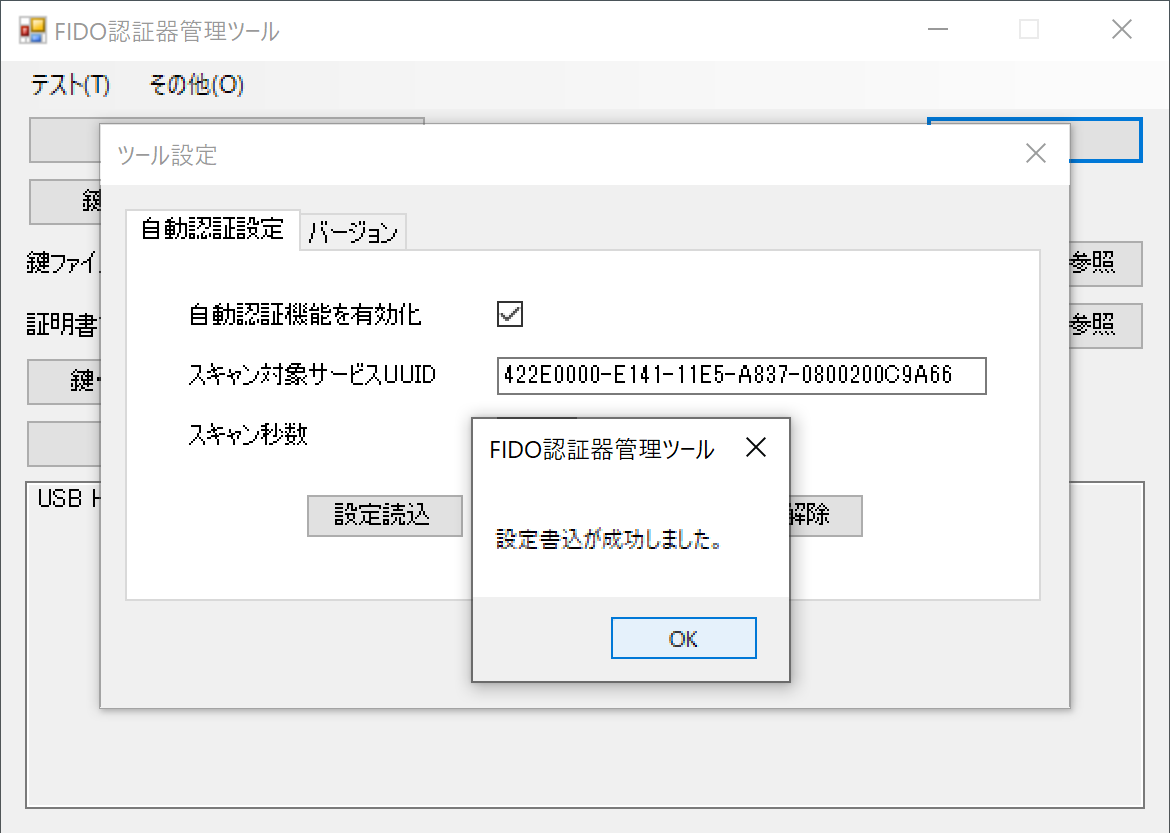 FIDO認証器管理ツール
テスト(T) その他(O)
ツール設定
鍵
自動認証設定 バージョン
鍵ファイ
参照
自動認証機能を有効化
証明書
参照
スキャン対象サービスUUID 422E0000-E141-11E5-A837-0800200C9A66
鍵・
スキャン秒数
FIDO認証器管理ツール
USB H
設定読込
解除
設定書込が成功しました。
OK